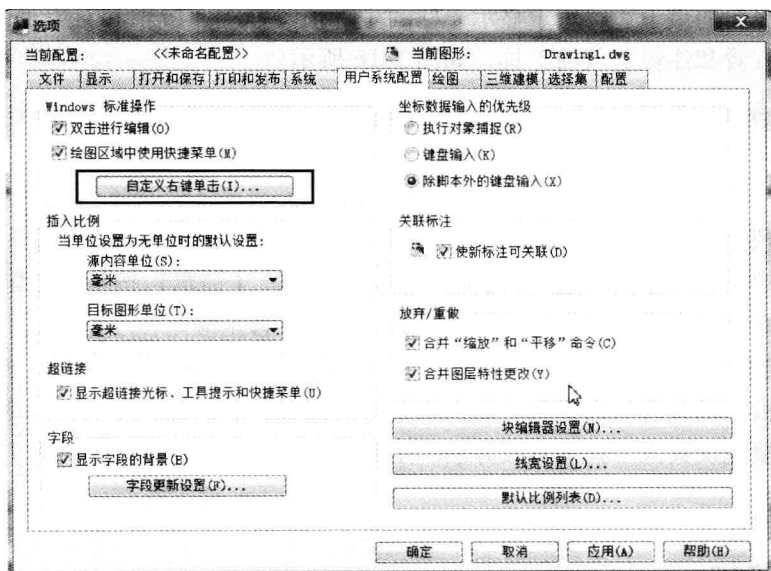 选项
当前配置: <<未命名配置>> 当前图形: Drawing1.dwg
文件 显示 打开和保存 打印和发布 系统 用户系统配置 绘图 三维建模 选择集 配置
Windows 标准操作
双击进行编辑(O)
绘图区域中使用快捷菜单(M)
自定义右键单击(I)...
插入比例
当单位设置为无单位时的默认设置:
源内容单位(S):
毫米
目标图形单位(T):
毫米
超链接
显示超链接光标、工具提示和快捷菜单(U)
字段
显示字段的背景(B)
字段更新设置(F)...
坐标数据输入的优先级
执行对象捕捉(R)
键盘输入(K)
除脚本外的键盘输入(X)
关联标注
使新标注可关联(D)
放弃/重做
合并“缩放”和“平移”命令(C)
合并图层特性更改(Y)
块编辑器设置(N)...
线宽设置(L)...
默认比例列表(D)...
确定 取消 应用(A) 帮助(H)